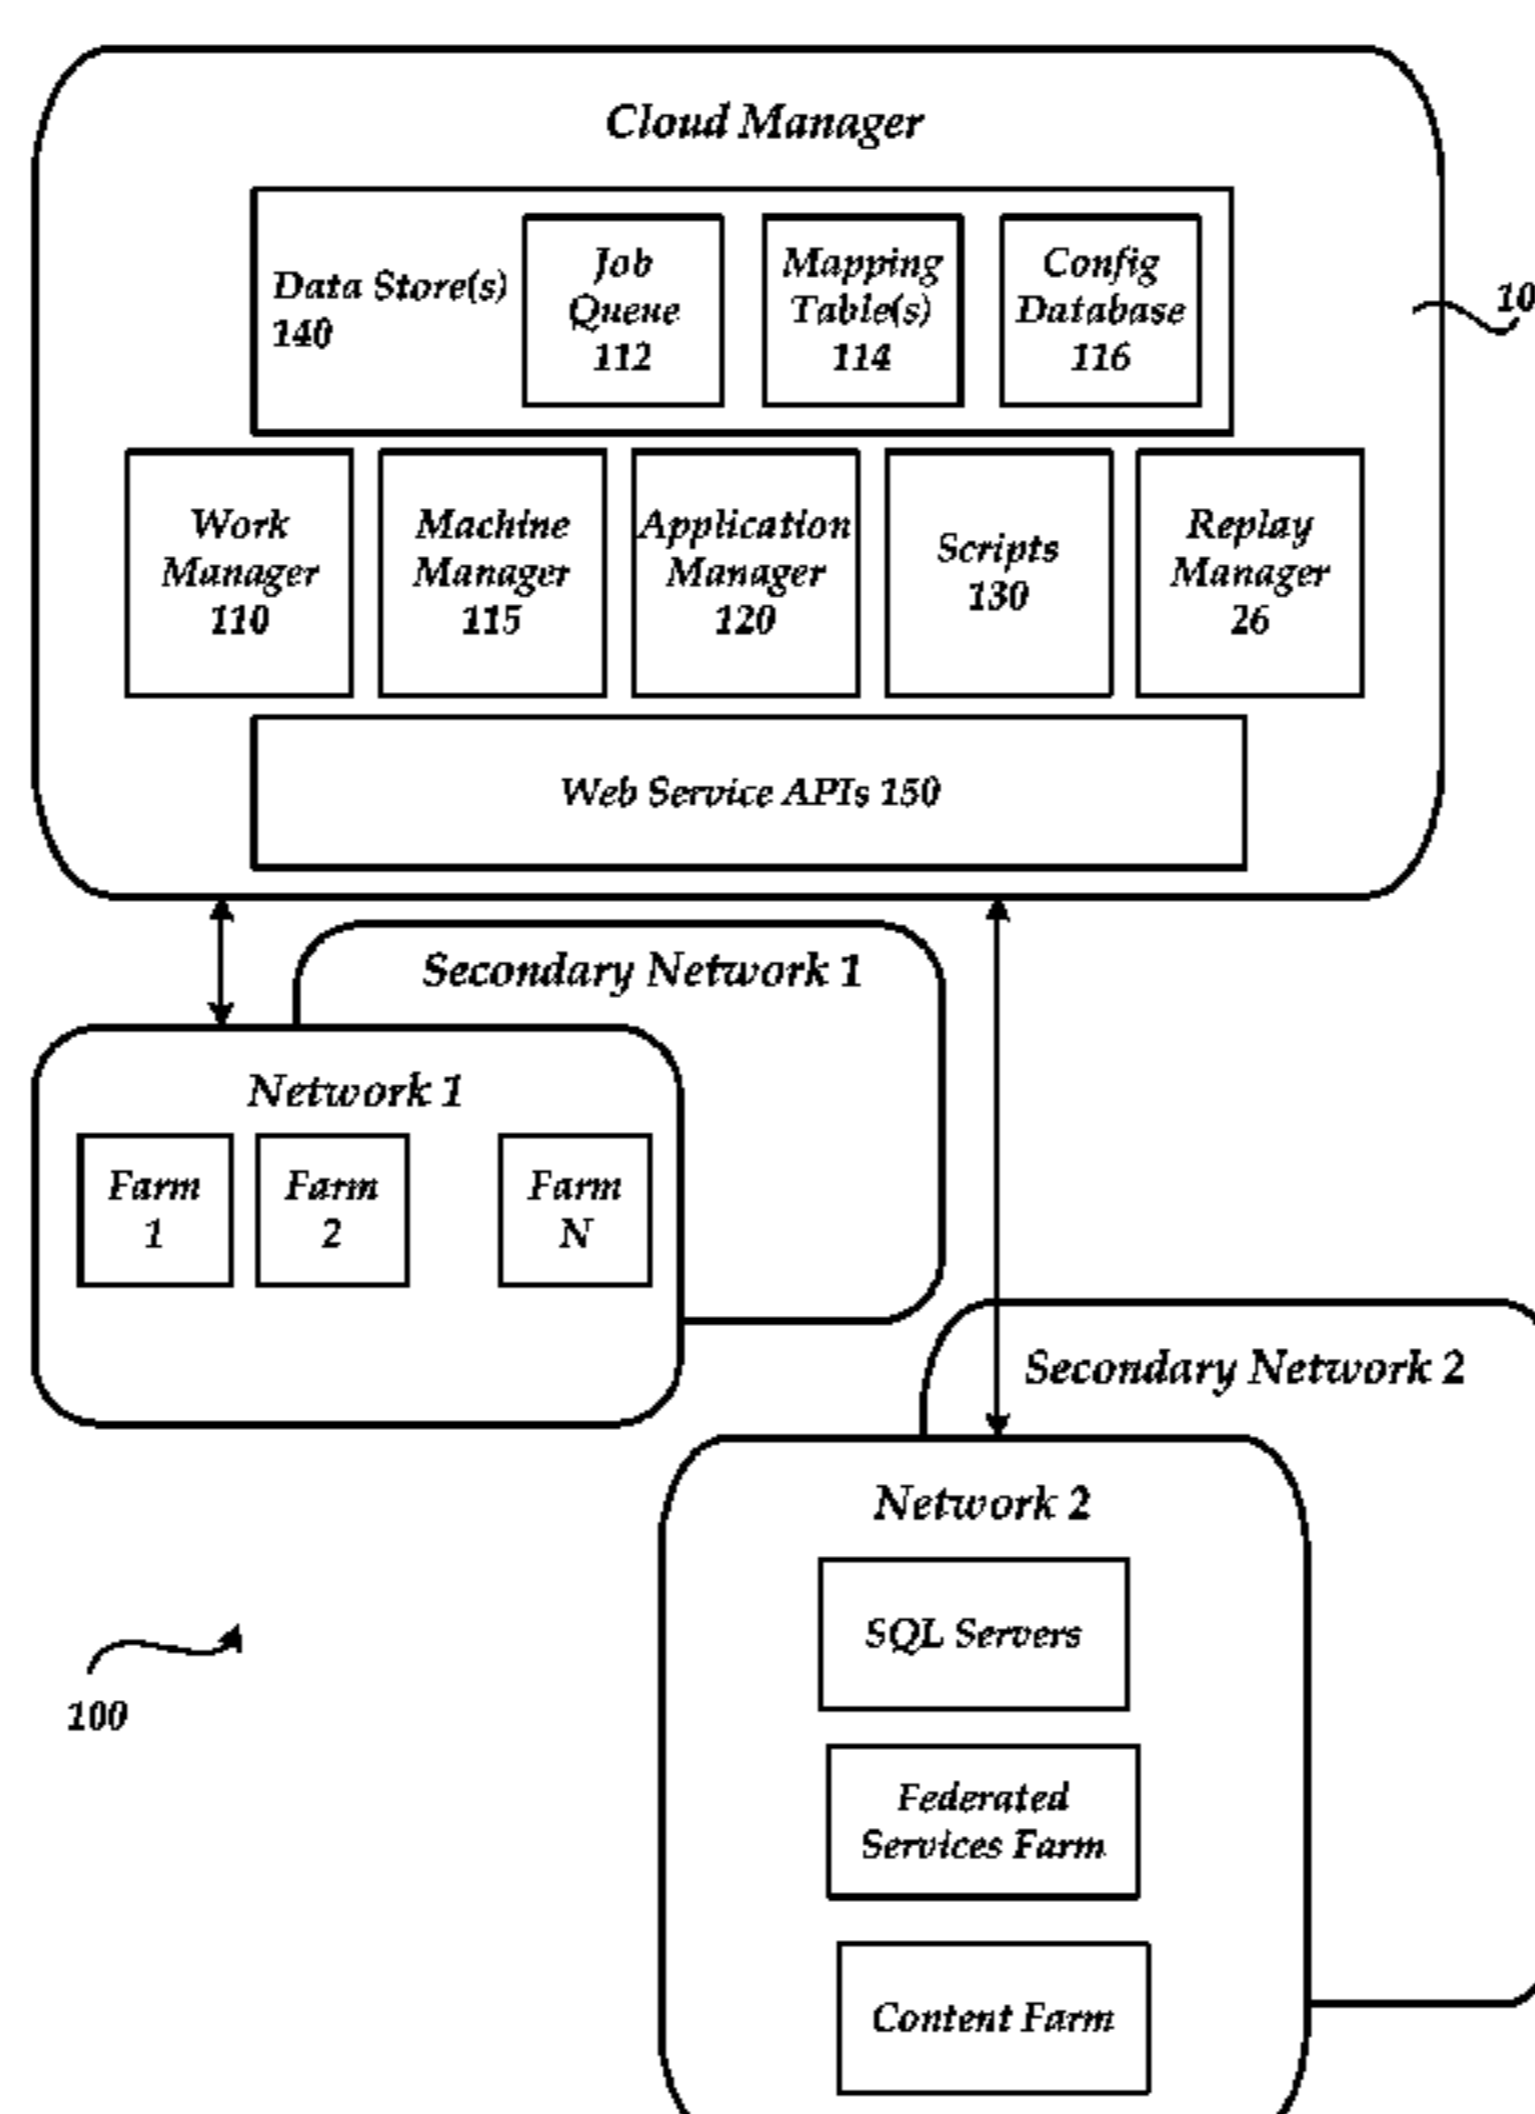 Cloud Manager
Data Store(s)
140
Job
Queue
112
Mapping
Table(s)
114
Config
Database
116
10
Work
Manager
110
Machine
Manager
115
Application
Manager
120
Scripts
130
Replay
Manager
26
Web Service APIs 150
Secondary Network 1
Network 1
Farm
1
Farm
2
Farm
N
Secondary Network 2
Network 2
SQL Servers
Federated
Services Farm
Content Farm
100